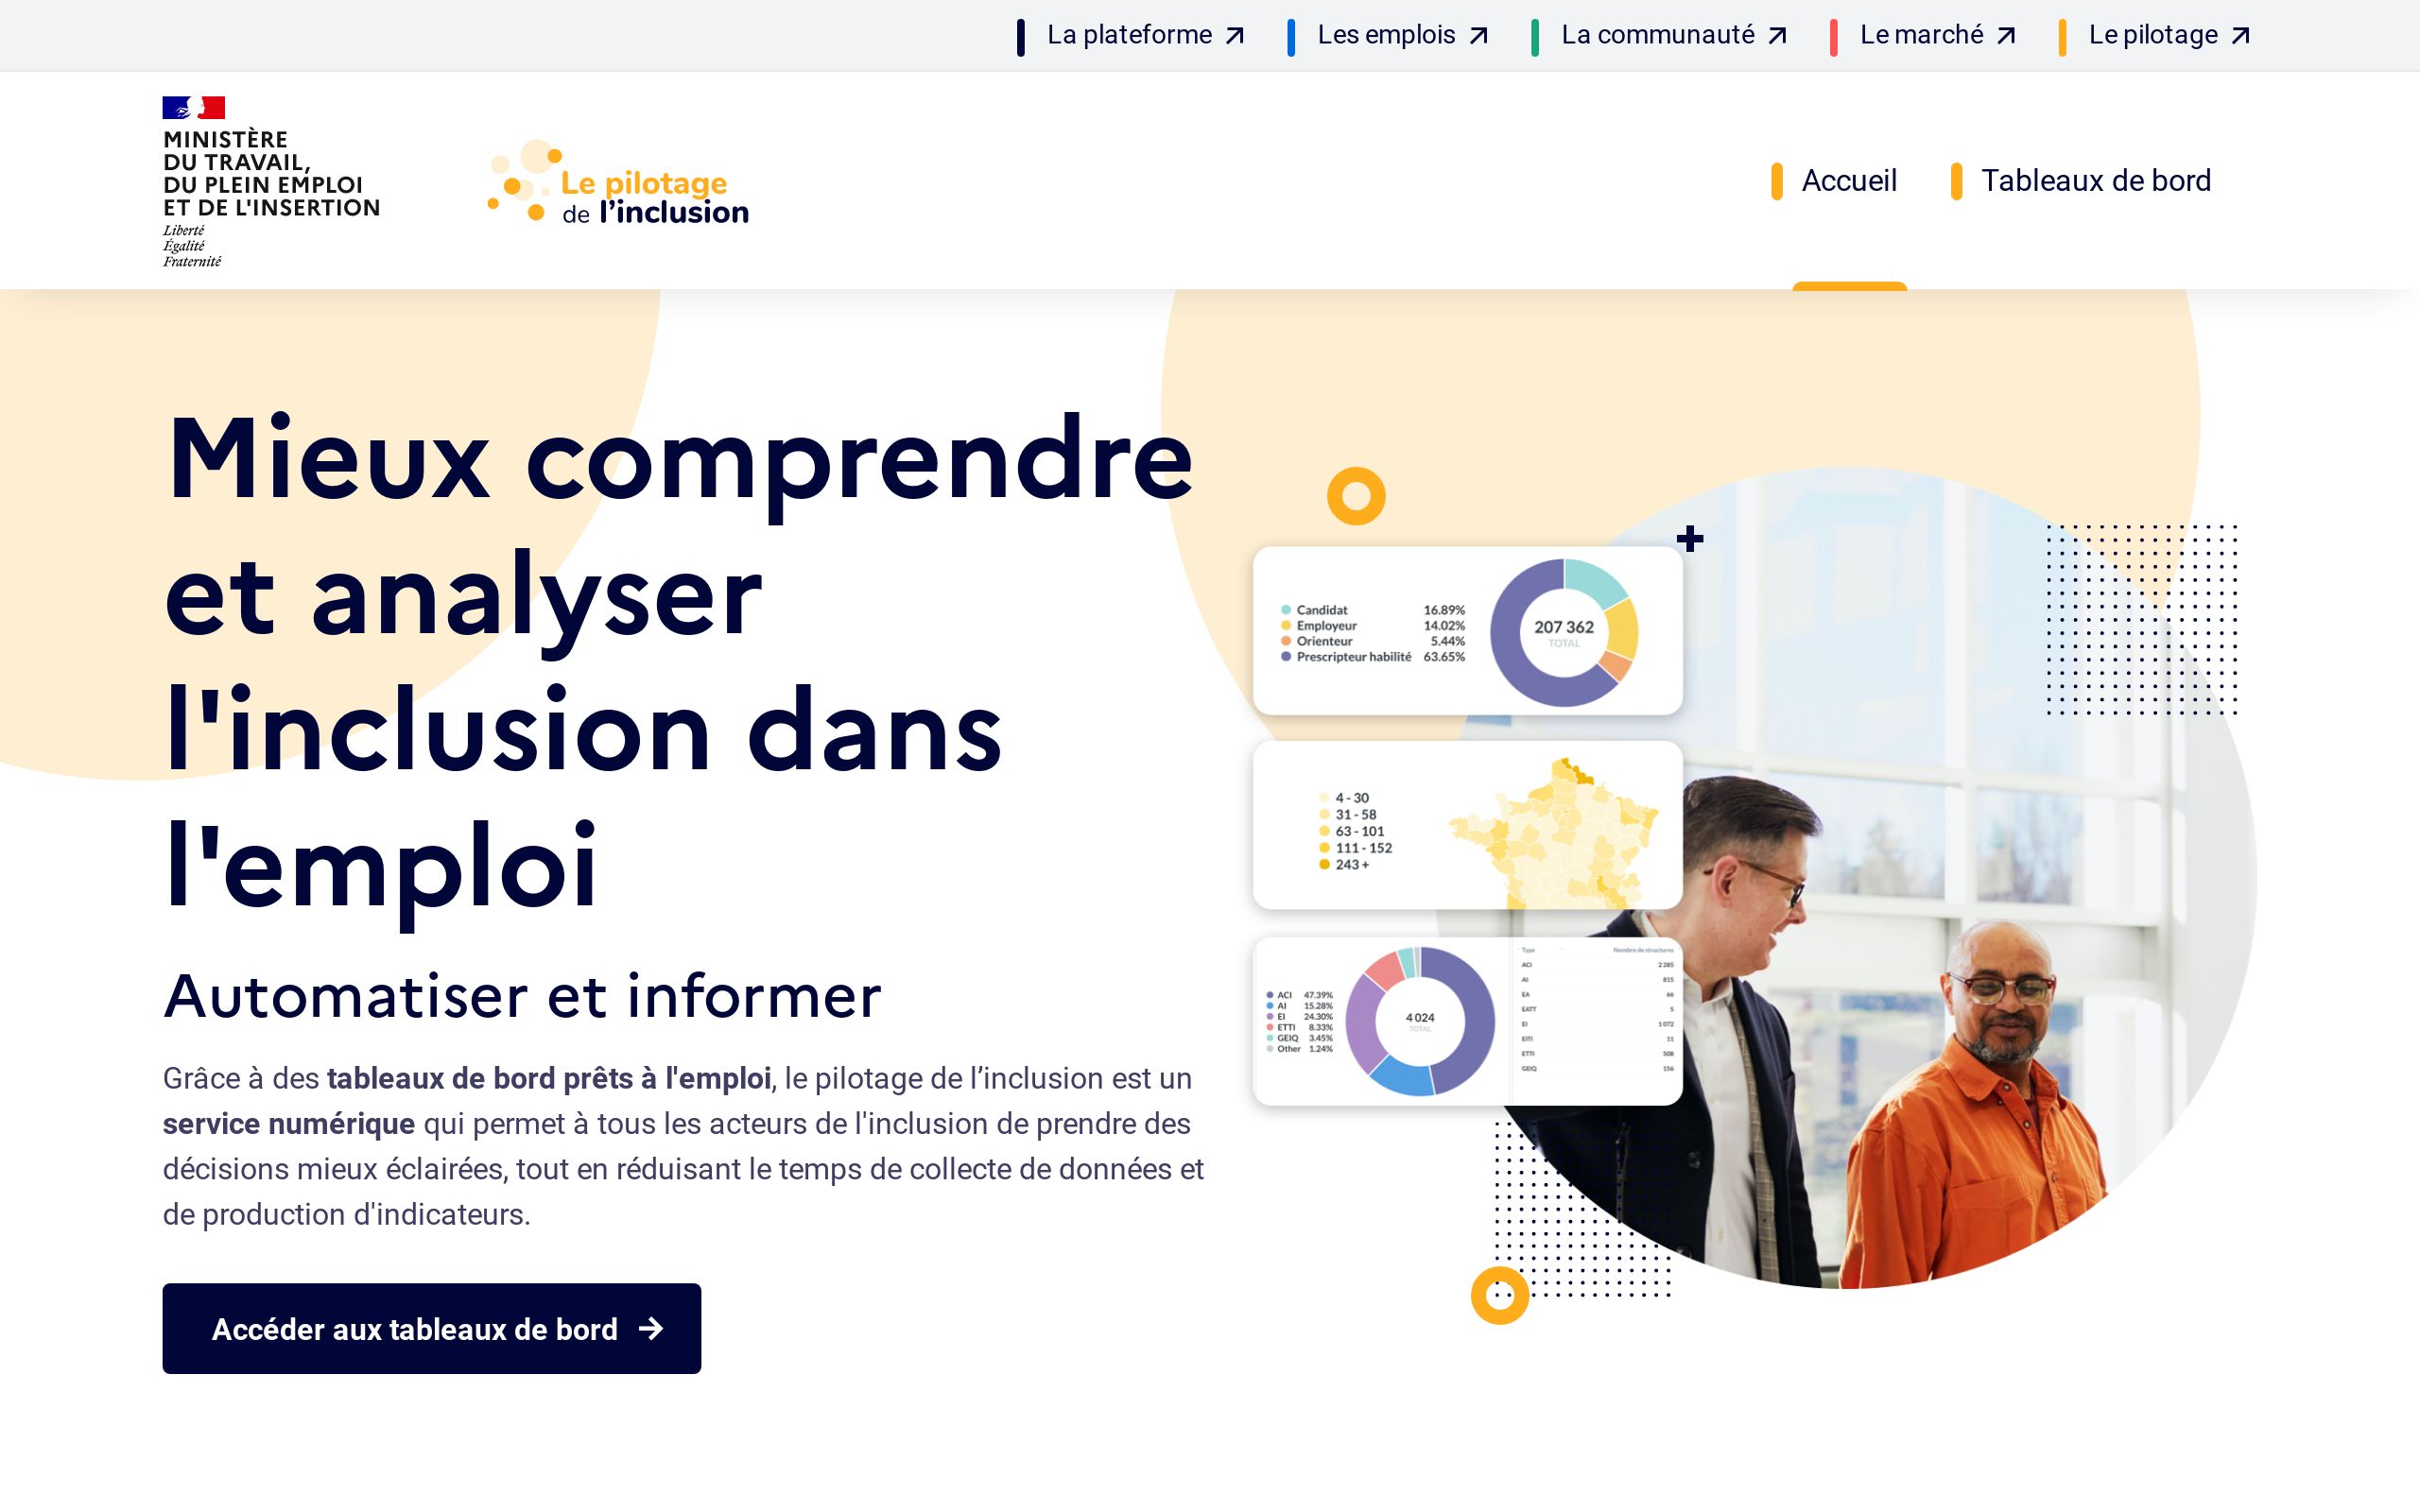 La plateforme
Les emplois
La communauté
Le marché
Le pilotage
MINISTÈRE
DU TRAVAIL,
DU PLEIN EMPLOI
ET DE L'INSERTION
Liberté
Égalité
Fraternité
Le pilotage
de l’inclusion
Accueil
Tableaux de bord
Mieux comprendre
et analyser
l'inclusion dans
l'emploi
Automatiser et informer
Grâce à des tableaux de bord prêts à l'emploi, le pilotage de l’inclusion est un
service numérique qui permet à tous les acteurs de l'inclusion de prendre des
décisions mieux éclairées, tout en réduisant le temps de collecte de données et
de production d'indicateurs.
Accéder aux tableaux de bord
Candidat 16.89%
Employeur 14.02%
Orienteur 5.44%
Prescripteur habilité 63.65%
207 362
TOTAL
4 - 30
31 - 58
63 - 101
111 - 152
243 +
ACI 47.39%
AI 15.28%
EI 24.30%
ETTI 8.33%
GEIQ 3.45%
Other 1.24%
4 024
TOTAL
Type Nombre de structures
ACI 2 285
AI 815
EA 66
EATT 5
EI 1 072
EITI 11
ETTI 508
GEIQ 156